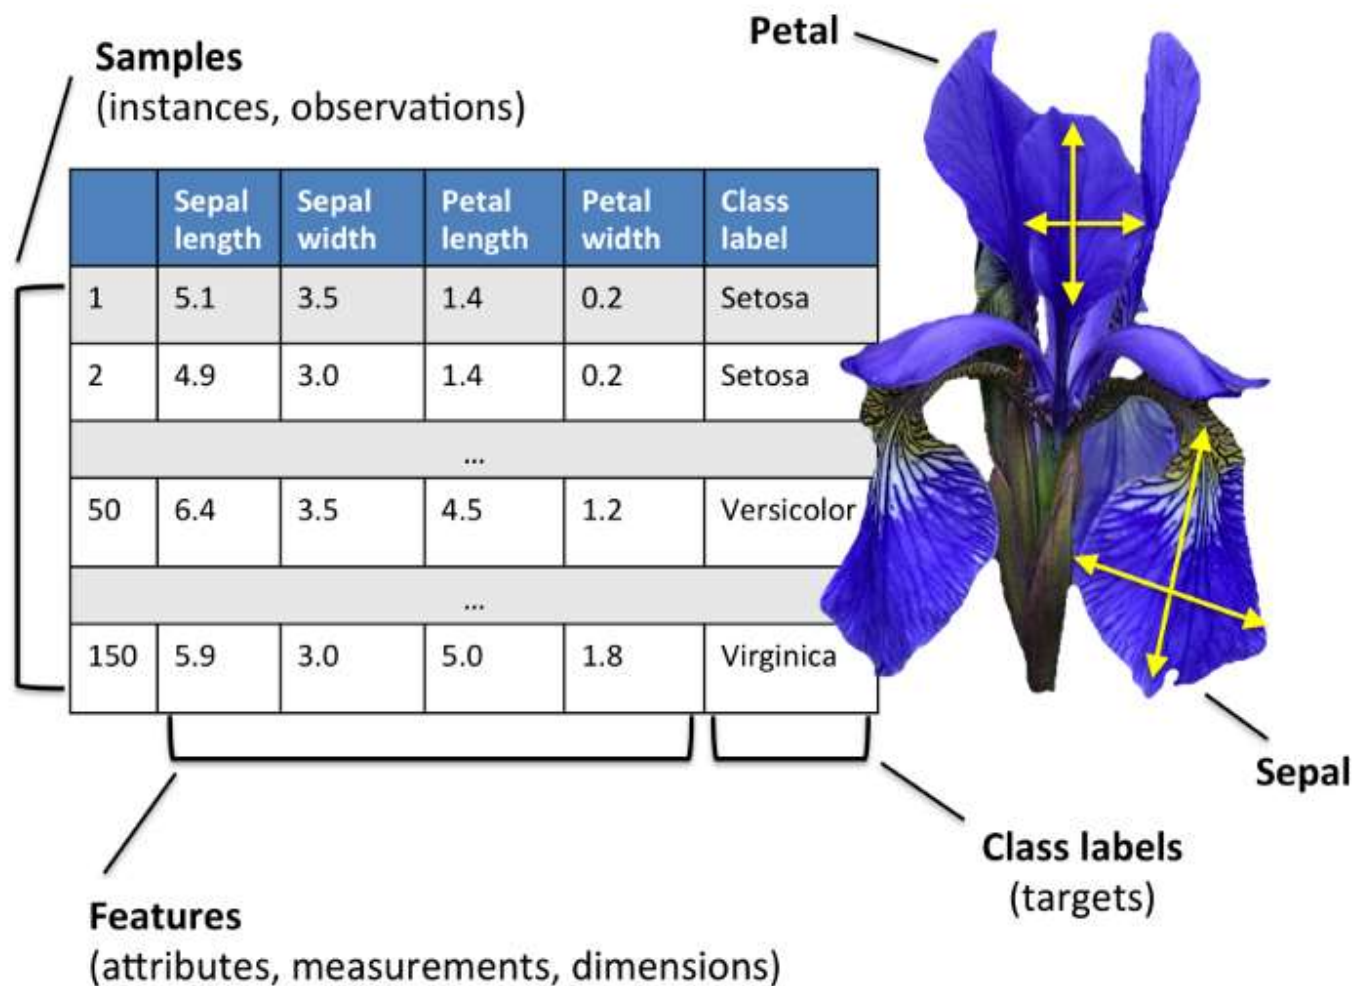 Petal
Samples
(instances, observations)
Sepal length Sepal width Petal length Petal width Class label
1 5.1 3.5 1.4 0.2 Setosa
2 4.9 3.0 1.4 0.2 Setosa
...
50 6.4 3.5 4.5 1.2 Versicolor
...
150 5.9 3.0 5.0 1.8 Virginica
Sepal
Class labels
(targets)
Features
(attributes, measurements, dimensions)